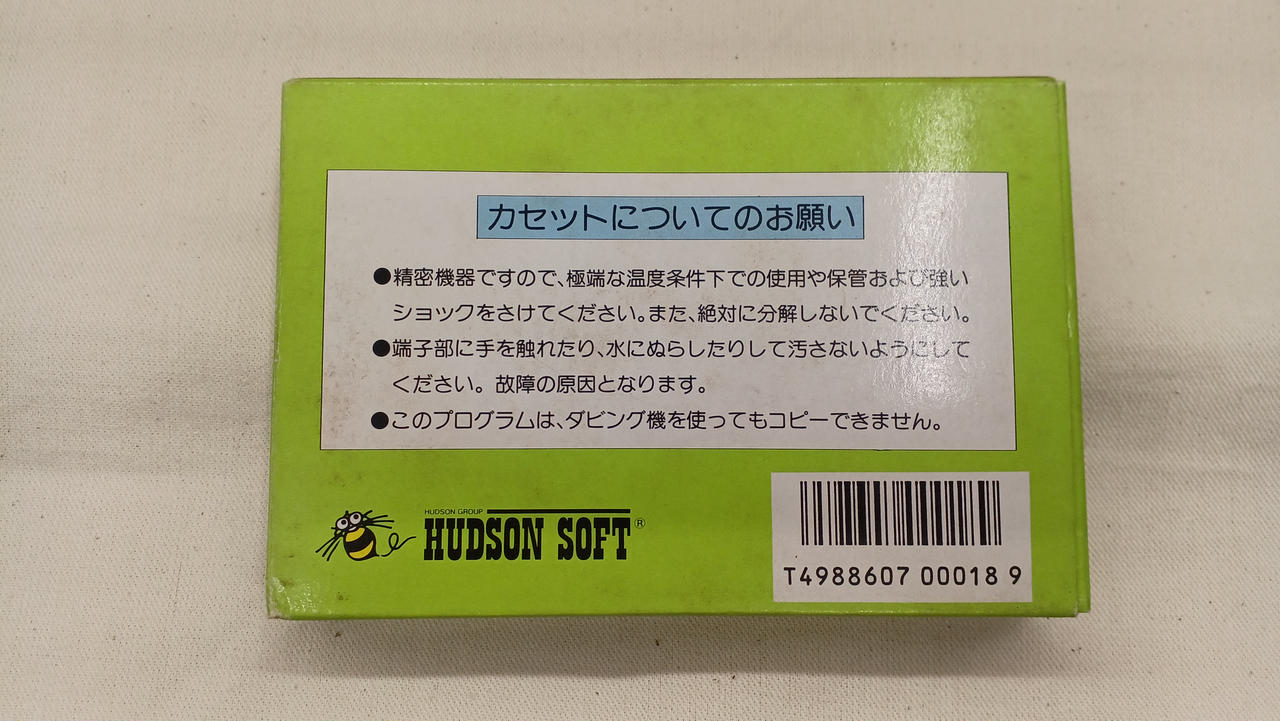 カセットについてのお願い
●精密機器ですので、極端な温度条件下での使用や保管および強い
ショックをさけてください。また、絶対に分解しないでください。
●端子部に手を触れたり、水にぬらしたりして汚さないようにして
ください。故障の原因となります。
●このプログラムは、ダビング機を使ってもコピーできません。
HUDSON GROUP
HUDSON SOFT®
T4988607 00018 9